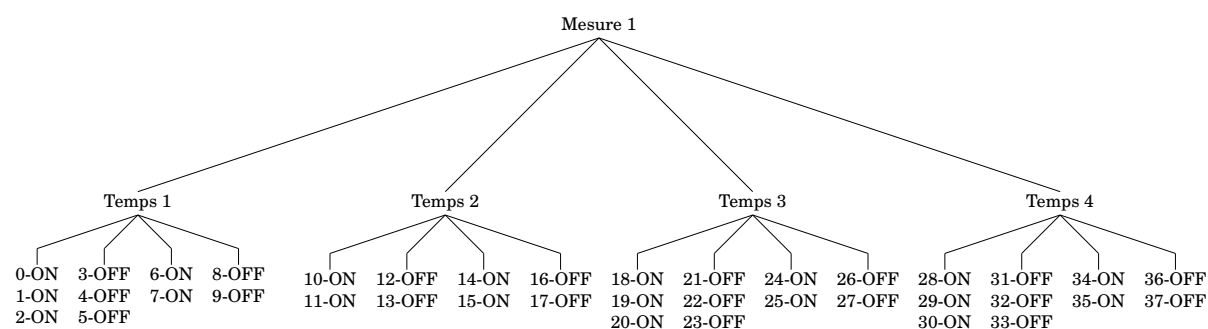 Mesure 1
Temps 1 Temps 2 Temps 3 Temps 4
0-ON 3-OFF 6-ON 8-OFF 10-ON 12-OFF 14-ON 16-OFF 18-ON 21-OFF 24-ON 26-OFF 28-ON 31-OFF 34-ON 36-OFF
1-ON 4-OFF 7-ON 9-OFF 11-ON 13-OFF 15-ON 17-OFF 19-ON 22-OFF 25-ON 27-OFF 29-ON 32-OFF 35-ON 37-OFF
2-ON 5-OFF 20-ON 23-OFF 30-ON 33-OFF